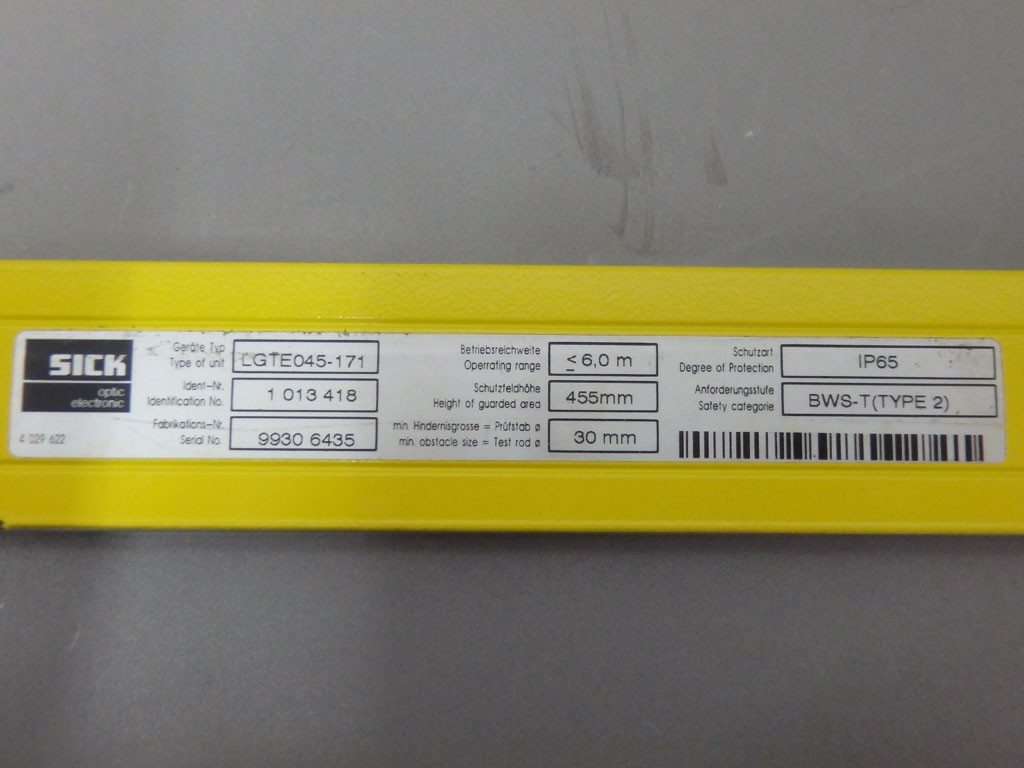 SICK
optic
electronic
4 029 622
Geräte Typ
Type of unit
LGTE045-171
Ident-Nr.
Identification No.
1 013 418
Fabrikations-Nr.
Serial No.
9930 6435
Betriebsreichweite
Operrating range
≤ 6,0 m
Schutzfeldhöhe
Height of guarded area
455mm
min. Hindernisgrosse = Prüfstab ø
min. obstacle size = Test rod ø
30 mm
Schutzart
Degree of Protection
IP65
Anforderungsstufe
Safety categorie
BWS-T(TYPE 2)